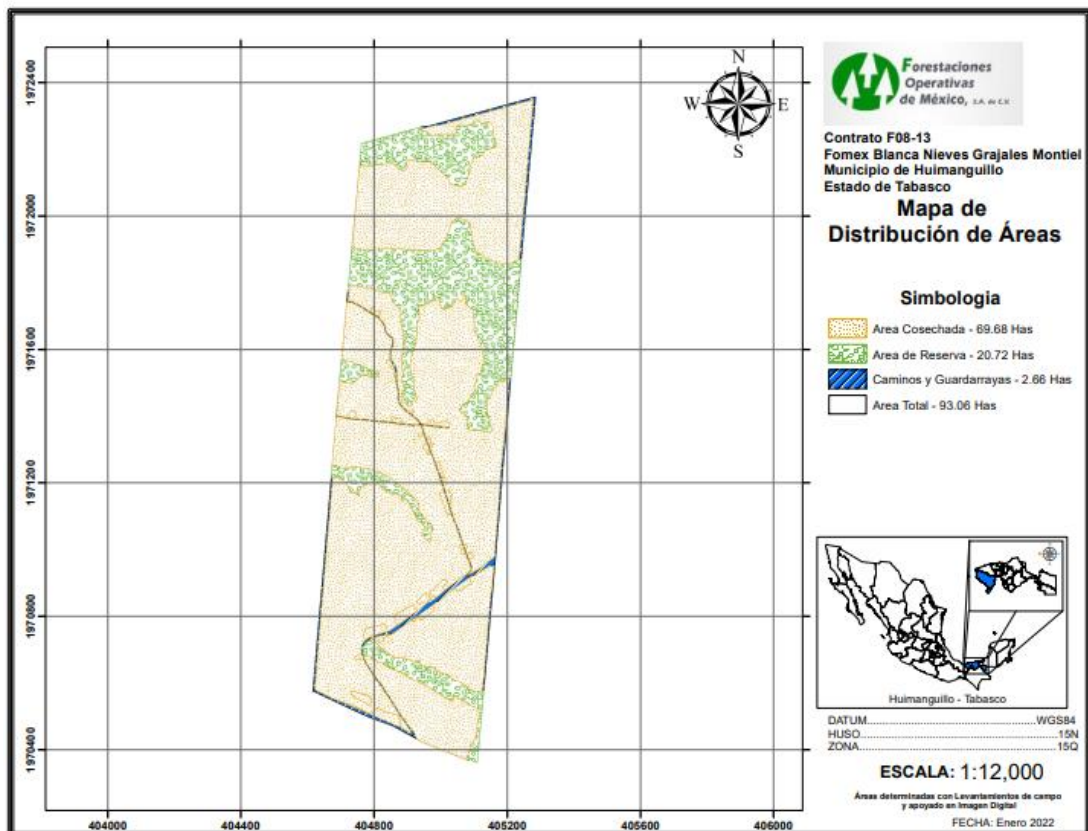 Forestaciones
Operativas
de México, S.A. de C.V.
Contrato F08-13
Fomex Blanca Nieves Grajales Montiel
Municipio de Huimanguillo
Estado de Tabasco
Mapa de
Distribución de Áreas
Simbologia
Area Cosechada - 69.68 Has
Area de Reserva - 20.72 Has
Caminos y Guardarrayas - 2.66 Has
Area Total - 93.06 Has
N
W E
S
1972400
1972000
1971600
1971200
1970800
1970400
404000 404400 404800 405200 405600 406000
Huimanguillo - Tabasco
DATUM..........WGS84
HUSO..........15N
ZONA..........15Q
ESCALA: 1:12,000
Áreas determinadas con Levantamientos de campo
y apoyado en Imagen Digital
FECHA: Enero 2022